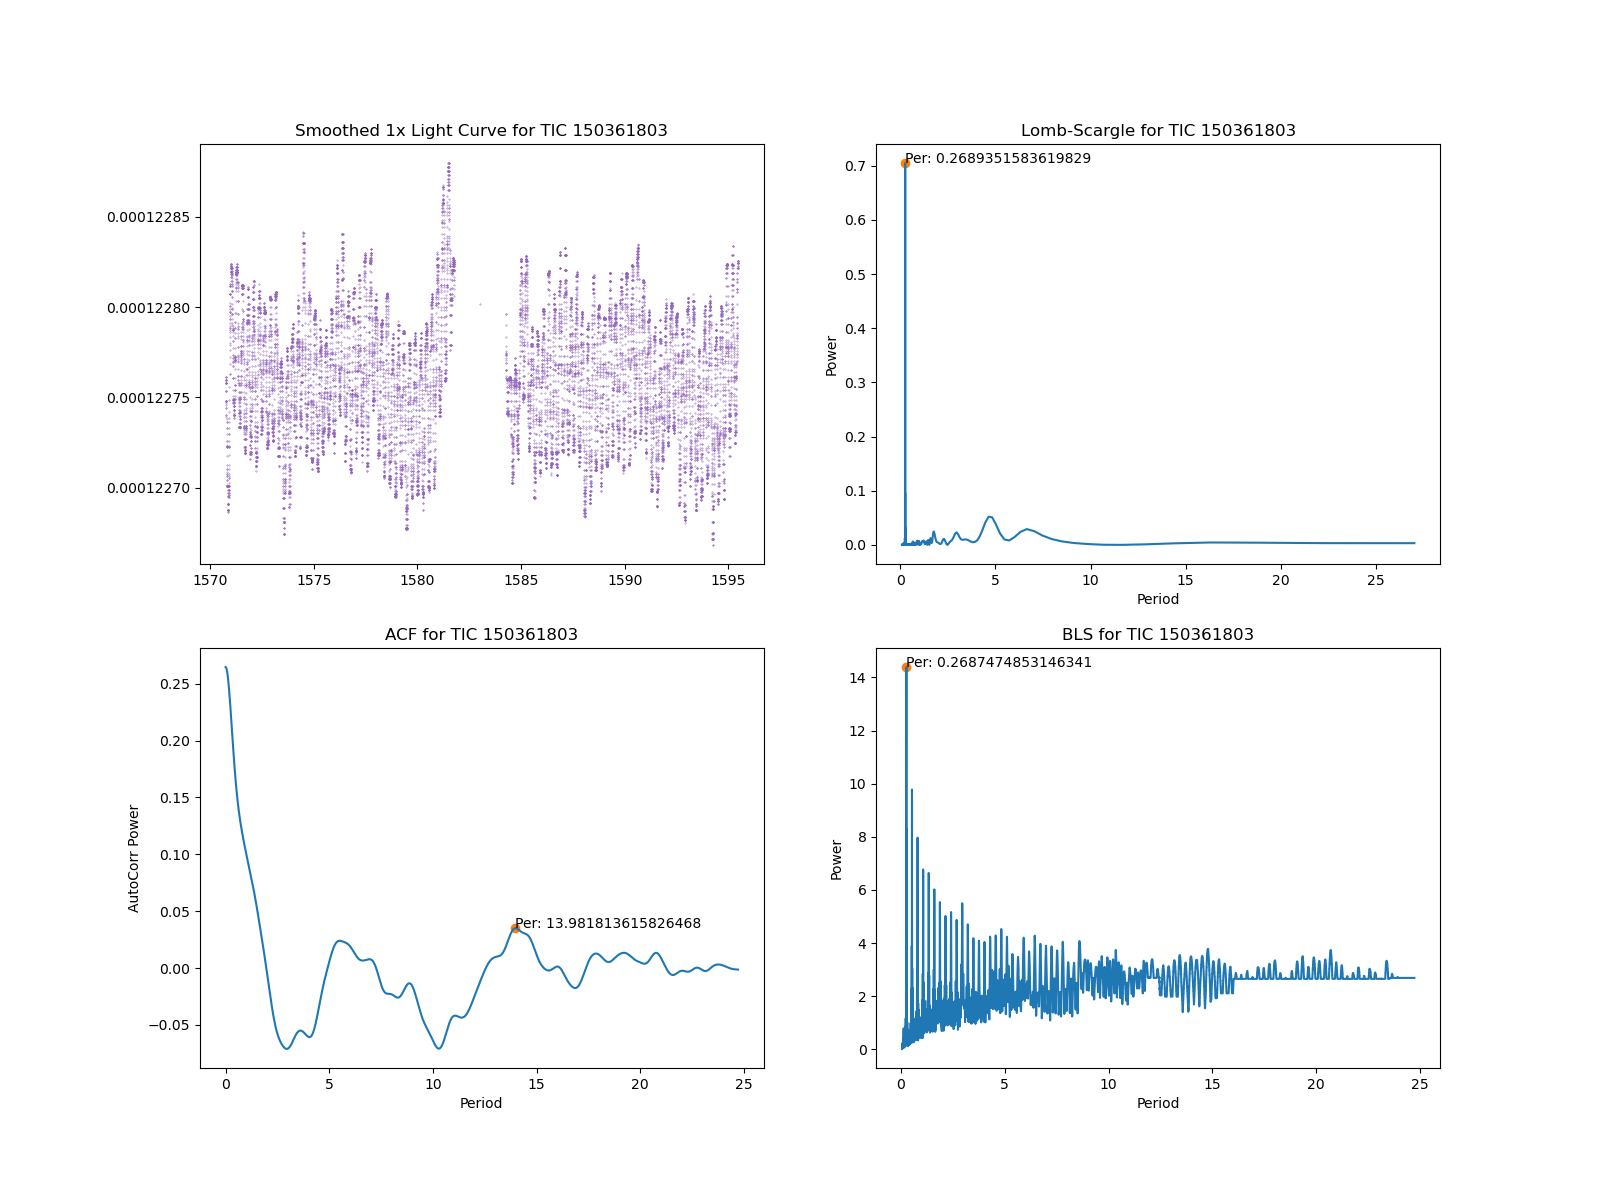 Smoothed 1x Light Curve for TIC 150361803
0.00012285
0.00012280
0.00012275
0.00012270
1570 1575 1580 1585 1590 1595
Lomb-Scargle for TIC 150361803
Per: 0.2689351583619829
Power
0.7
0.6
0.5
0.4
0.3
0.2
0.1
0.0
0 5 10 15 20 25
Period
ACF for TIC 150361803
Per: 13.981813615826468
AutoCorr Power
0.25
0.20
0.15
0.10
0.05
0.00
−0.05
0 5 10 15 20 25
Period
BLS for TIC 150361803
Per: 0.2687474853146341
Power
14
12
10
8
6
4
2
0
0 5 10 15 20 25
Period